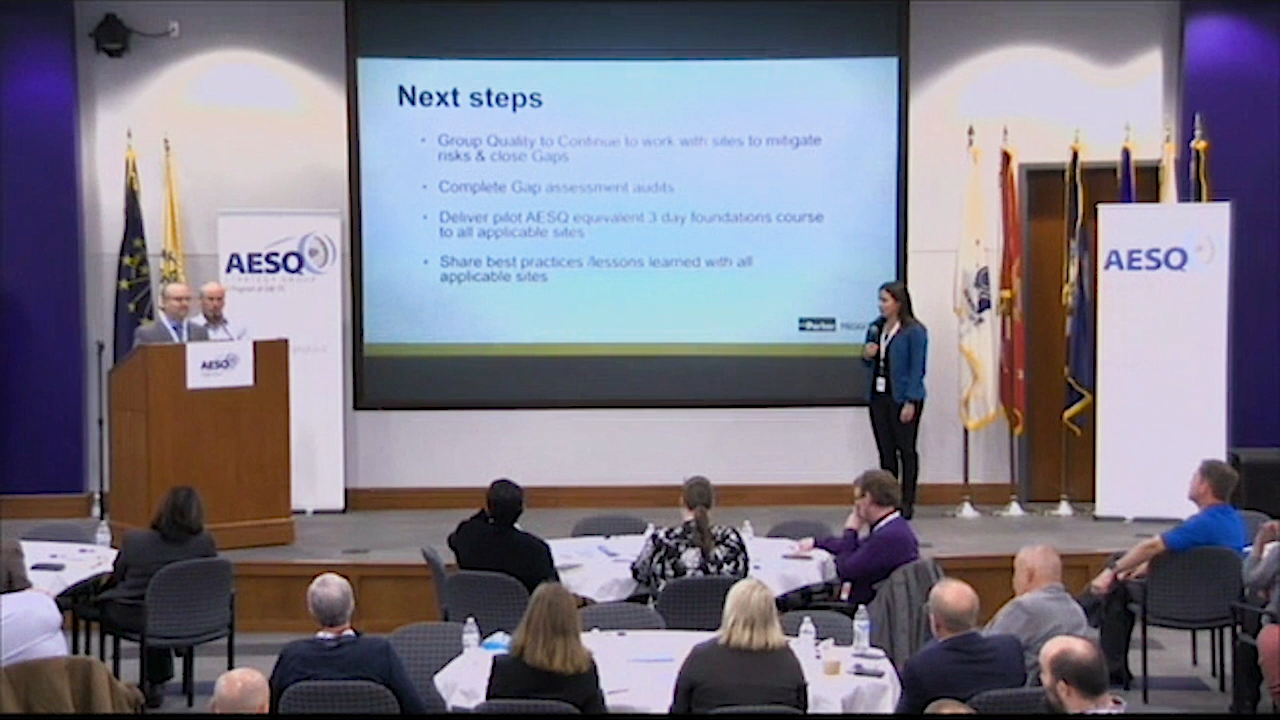 Next steps
• Group Quality to Continue to work with sites to mitigate
risks & close Gaps
• Complete Gap assessment audits
• Deliver pilot AESQ equivalent 3 day foundations course
to all applicable sites
• Share best practices /lessons learned with all
applicable sites
Parker
AESQ
AESQ
AESQ